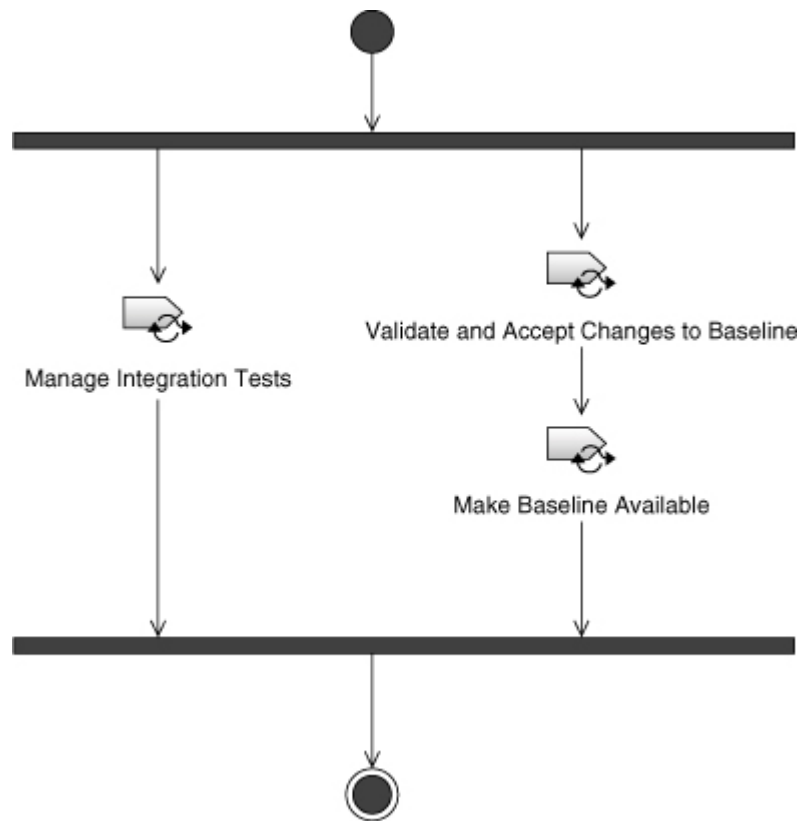 Validate and Accept Changes to Baseline
Manage Integration Tests
Make Baseline Available